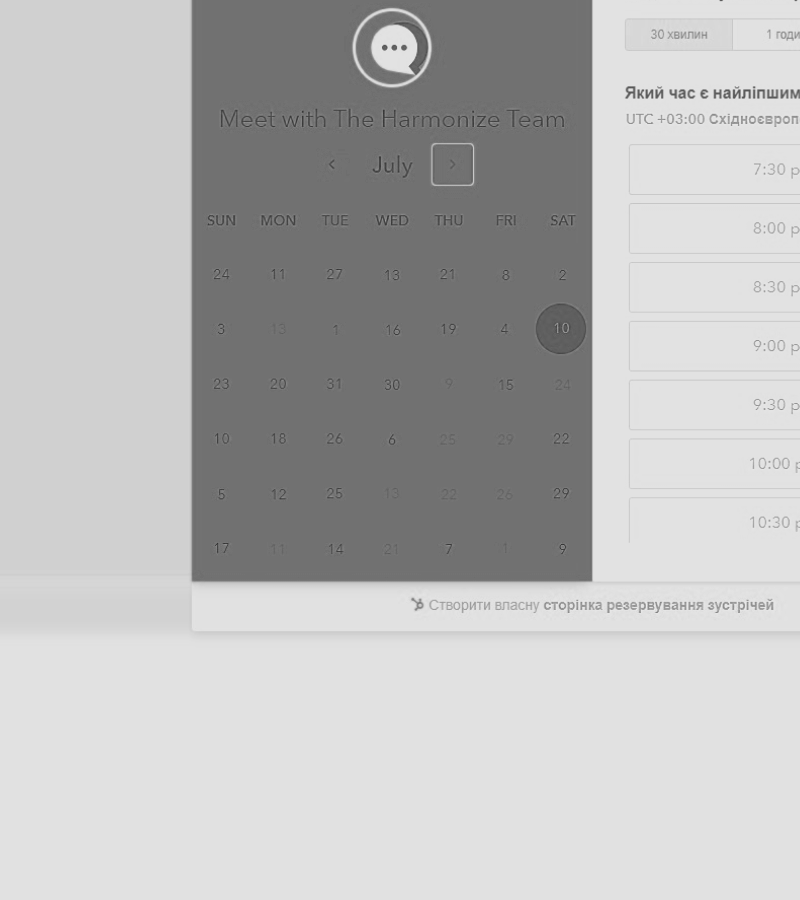 Meet with The Harmonize Team
July
SUN MON TUE WED THU FRI SAT
24 11 27 13 21 8 2
3 13 1 16 19 4 10
23 20 31 30 9 15 24
10 18 26 6 25 29 22
5 12 25 13 22 26 29
17 11 14 21 7 1 9
30 хвилин 1 годи
Який час є найліпшим
UTC +03:00 Східноєвроп
7:30 p
8:00 p
8:30 p
9:00 p
9:30 p
10:00 p
10:30 p
Створити власну сторінка резервування зустрічей